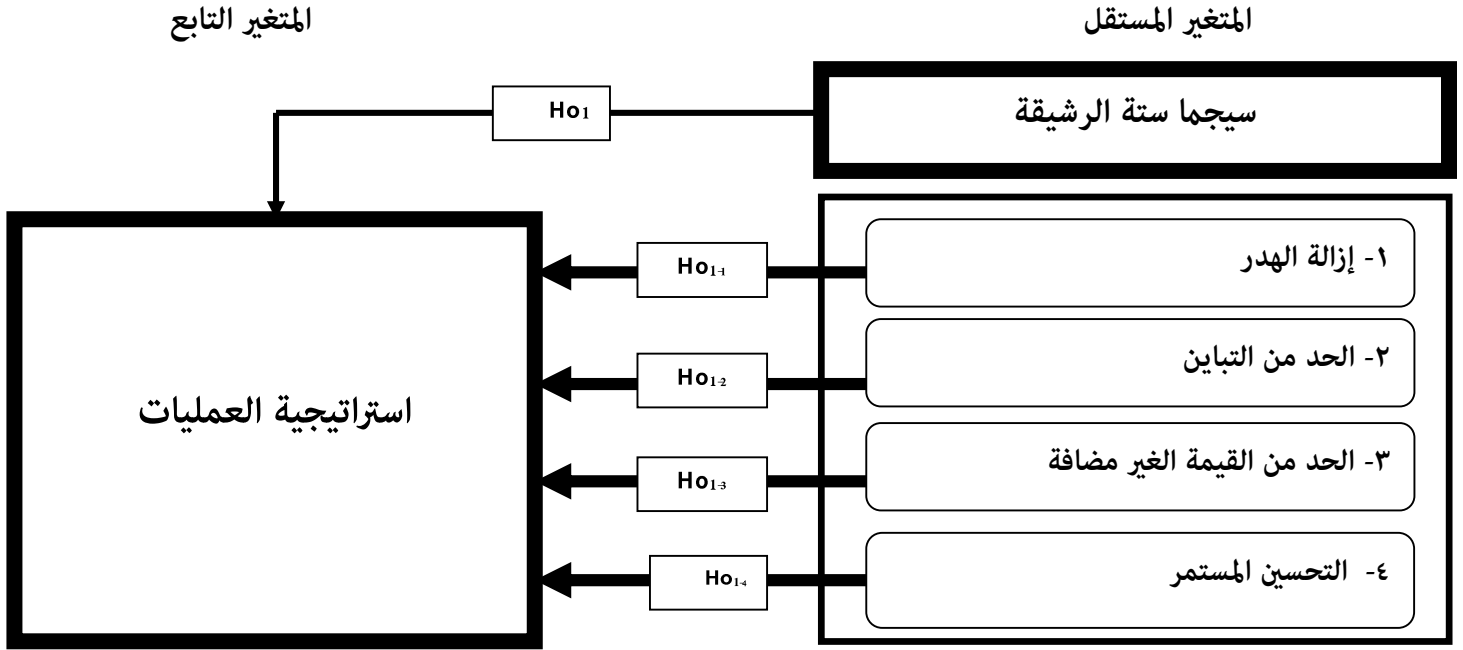 المتغير المستقل
المتغير التابع
سيجما ستة الرشيقة
Ho1
١- إزالة الهدر
Ho1-1
٢- الحد من التباين
Ho1-2
استراتيجية العمليات
٣- الحد من القيمة الغير مضافة
Ho1-3
٤- التحسين المستمر
Ho1-4